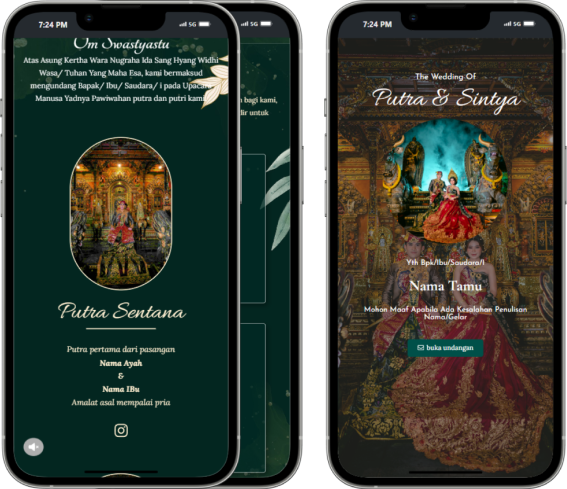 7:24 PM
5G
Om Swastyastu
Atas Asung Kertha Wara Nugraha Ida Sang Hyang Widhi
Wasa/ Tuhan Yang Maha Esa, kami bermaksud
mengundang Bapak/ Ibu/ Saudara/ i pada Upacara
Manusa Yadnya Pawiwahan putra dan putri kami
Putra Sentana
Putra pertama dari pasangan
Nama Ayah
&
Nama IBu
Amalat asal mempalai pria
5G
bagi kami,
dir untuk
7:24 PM
5G
The Wedding Of
Putra & Sintya
Yth Bpk/Ibu/Saudara/I
Nama Tamu
Mohon Maaf Apabila Ada Kesalahan Penulisan
Nama/Gelar
buka undangan